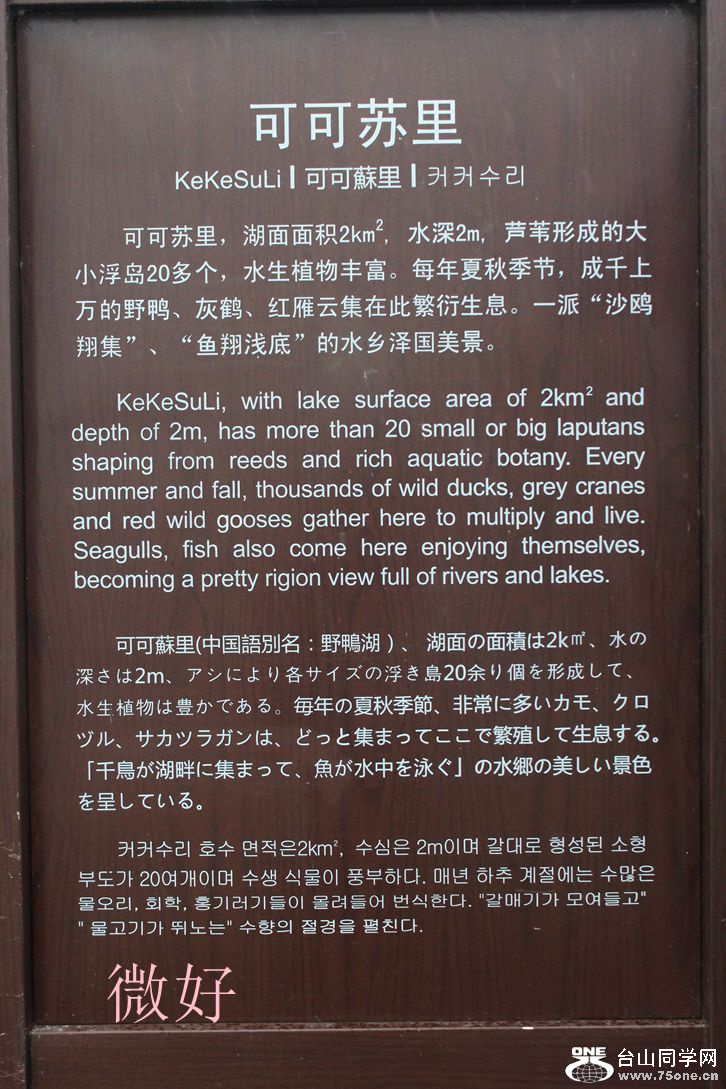 可可苏里
KeKeSuLi | 可可蘇里 | 커커수리
可可苏里，湖面面积2km²，水深2m，芦苇形成的大
小浮岛20多个，水生植物丰富。每年夏秋季节，成千上
万的野鸭、灰鹤、红雁云集在此繁衍生息。一派“沙鸥
翔集”、“鱼翔浅底”的水乡泽国美景。
KeKeSuLi, with lake surface area of 2km² and
depth of 2m, has more than 20 small or big laputans
shaping from reeds and rich aquatic botany. Every
summer and fall, thousands of wild ducks, grey cranes
and red wild gooses gather here to multiply and live.
Seagulls, fish also come here enjoying themselves,
becoming a pretty rigion view full of rivers and lakes.
可可蘇里(中国語別名：野鴨湖）、湖面の面積は2k㎡、水の
深さは2m、アシにより各サイズの浮き島20余り個を形成して、
水生植物は豊かである。毎年の夏秋季節、非常に多いカモ、クロ
ヅル、サカツラガンは、どっと集まってここで繁殖して生息する。
「千鳥が湖畔に集まって、魚が水中を泳ぐ」の水郷の美しい景色
を呈している。
커커수리 호수 면적은2km², 수심은 2m이며 갈대로 형성된 소형
부도가 20여개이며 수생 식물이 풍부하다. 매년 하추 계절에는 수많은
물오리, 회학, 홍기러기들이 몰려들어 번식한다. "갈매기가 모여들고"
" 물고기가 뛰노는" 수향의 절경을 펼친다.
微好
ONE 台山同学网
www.75one.cn